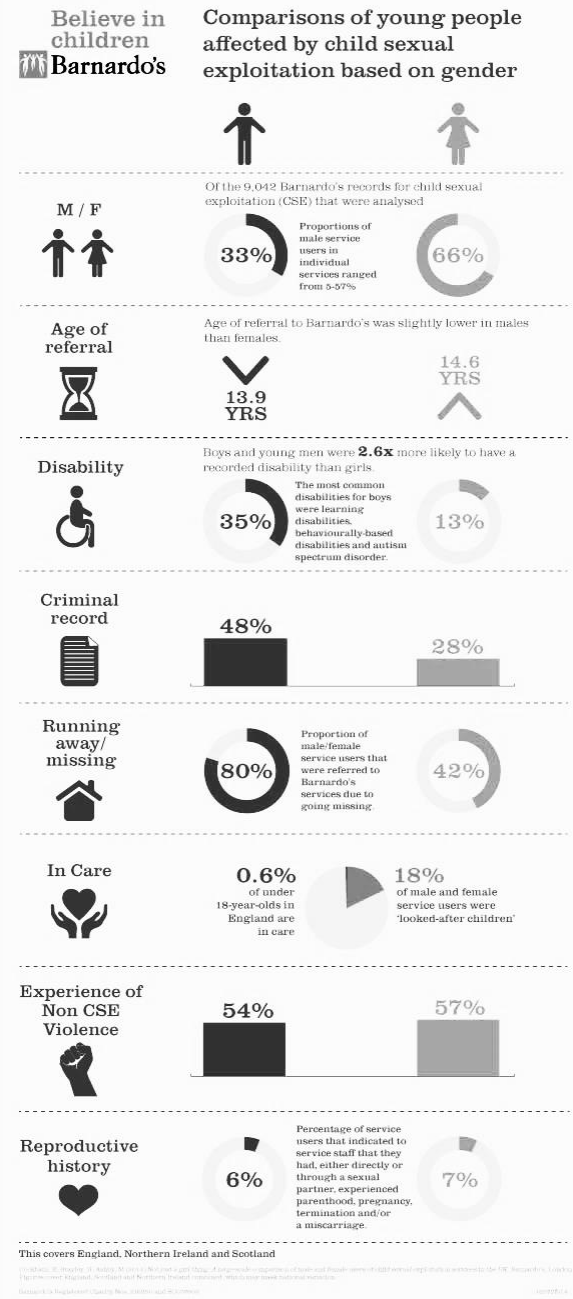 Believe in
children
Barnardo's
Comparisons of young people
affected by child sexual
exploitation based on gender
M / F
Of the 9,042 Barnardo's records for child sexual
exploitation (CSE) that were analysed
33%
Proportions of
male service
users in
individual
services ranged
from 5-57%
66%
Age of
referral
Age of referral to Barnardo's was slightly lower in males
than females.
13.9
YRS
14.6
YRS
Disability
Boys and young men were 2.6x more likely to have a
recorded disability than girls.
35%
The most common
disabilities for boys
were learning
disabilities,
behaviourally-based
disabilities and autism
spectrum disorder.
13%
Criminal
record
48%
28%
Running
away/
missing
80%
Proportion of
male/female
service users that
were referred to
Barnardo's
services due to
going missing
42%
In Care
0.6%
of under
18-year-olds in
England are
in care
18%
of male and female
service users were
'looked-after children'
Experience of
Non CSE
Violence
54%
57%
Reproductive
history
6%
Percentage of service
users that indicated to
service staff that they
had, either directly or
through a sexual
partner, experienced
parenthood, pregnancy,
termination and/or
a miscarriage.
7%
This covers England, Northern Ireland and Scotland